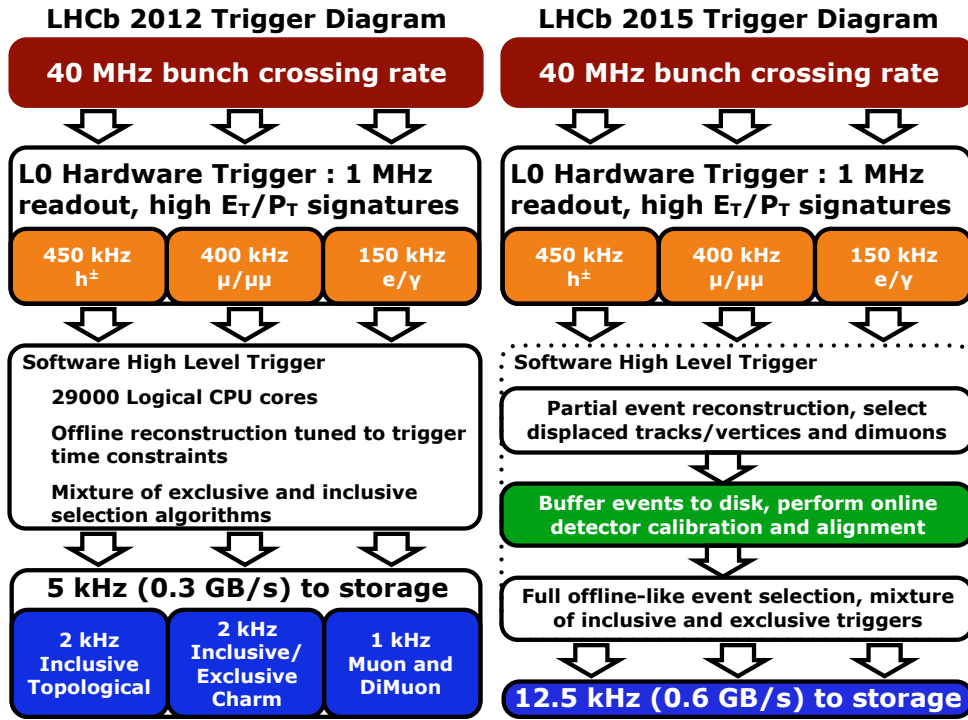 LHCb 2012 Trigger Diagram
40 MHz bunch crossing rate
L0 Hardware Trigger : 1 MHz
readout, high E_T/P_T signatures
450 kHz
h±
400 kHz
μ/μμ
150 kHz
e/γ
Software High Level Trigger
29000 Logical CPU cores
Offline reconstruction tuned to trigger
time constraints
Mixture of exclusive and inclusive
selection algorithms
5 kHz (0.3 GB/s) to storage
2 kHz
Inclusive
Topological
2 kHz
Inclusive/
Exclusive
Charm
1 kHz
Muon and
DiMuon
LHCb 2015 Trigger Diagram
40 MHz bunch crossing rate
L0 Hardware Trigger : 1 MHz
readout, high E_T/P_T signatures
450 kHz
h±
400 kHz
μ/μμ
150 kHz
e/γ
Software High Level Trigger
Partial event reconstruction, select
displaced tracks/vertices and dimuons
Buffer events to disk, perform online
detector calibration and alignment
Full offline-like event selection, mixture
of inclusive and exclusive triggers
12.5 kHz (0.6 GB/s) to storage